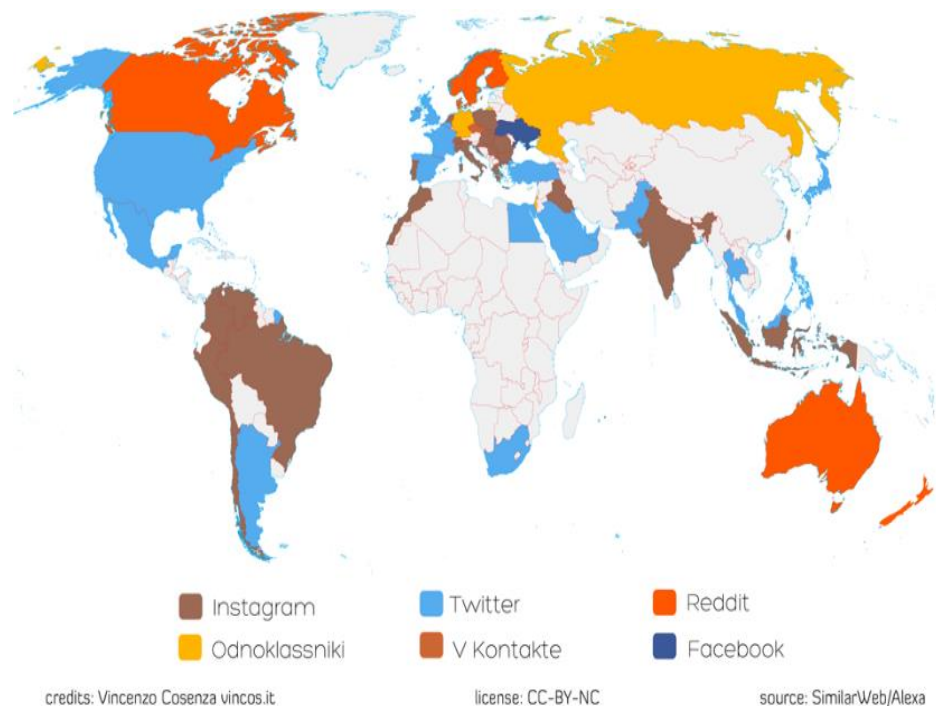 Instagram Twitter Reddit
Odnoklassniki V Kontakte Facebook
credits: Vincenzo Cosenza vincos.it license: CC-BY-NC source: SimilarWeb/Alexa